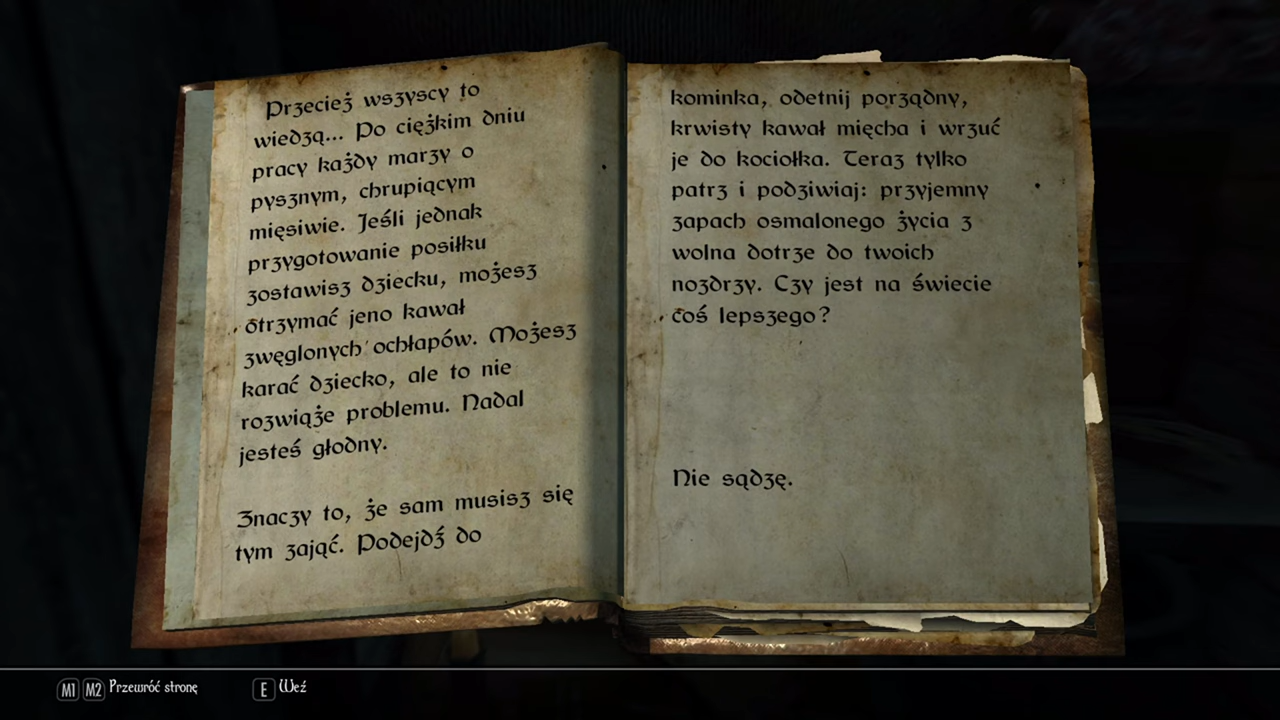 Przecież wszyscy to
wiedzą... Po ciężkim dniu
pracy każdy marzy o
pysznym, chrupiącym
mięsiwie. Jeśli jednak
przygotowanie posiłku
zostawisz dziecku, możesz
otrzymać jeno kawał
zwęglonych ochłapów. Możesz
karać dziecko, ale to nie
rozwiąże problemu. Nadal
jesteś głodny.
Znaczy to, że sam musisz się
tym zająć. Podejdź do
kominka, odetnij porządny,
krwisty kawał mięcha i wrzuć
je do kociołka. Teraz tylko
patrz i podziwiaj: przyjemny
zapach osmalonego życia z
wolna dotrze do twoich
nozdrzy. Czy jest na świecie
coś lepszego?
Nie sądzę.
M1 M2 Przewróć stronę
E Weź